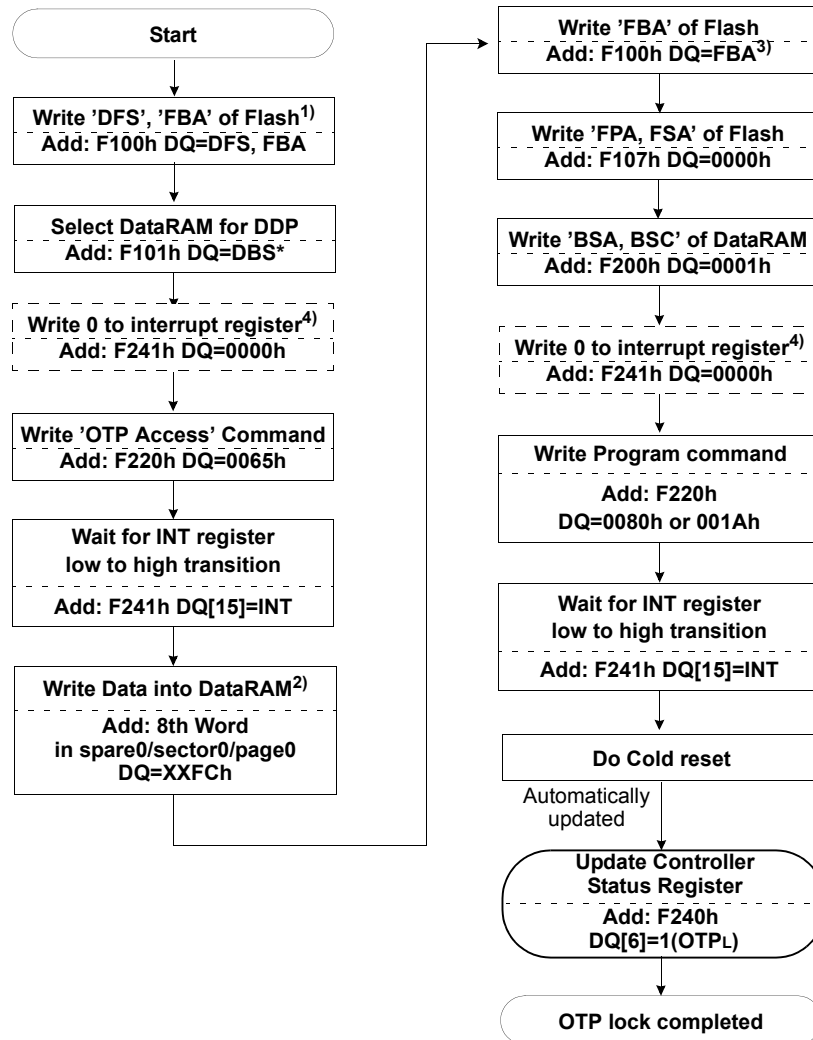 Start
Write ’DFS’, ’FBA’ of Flash1)
Add: F100h DQ=DFS, FBA
Select DataRAM for DDP
Add: F101h DQ=DBS*
Write 0 to interrupt register4)
Add: F241h DQ=0000h
Write 'OTP Access' Command
Add: F220h DQ=0065h
Wait for INT register
low to high transition
Add: F241h DQ[15]=INT
Write Data into DataRAM2)
Add: 8th Word
in spare0/sector0/page0
DQ=XXFCh
Write 'FBA' of Flash
Add: F100h DQ=FBA3)
Write ’FPA, FSA’ of Flash
Add: F107h DQ=0000h
Write ’BSA, BSC’ of DataRAM
Add: F200h DQ=0001h
Write 0 to interrupt register4)
Add: F241h DQ=0000h
Write Program command
Add: F220h
DQ=0080h or 001Ah
Wait for INT register
low to high transition
Add: F241h DQ[15]=INT
Do Cold reset
Automatically
updated
Update Controller
Status Register
Add: F240h
DQ[6]=1(OTPL)
OTP lock completed